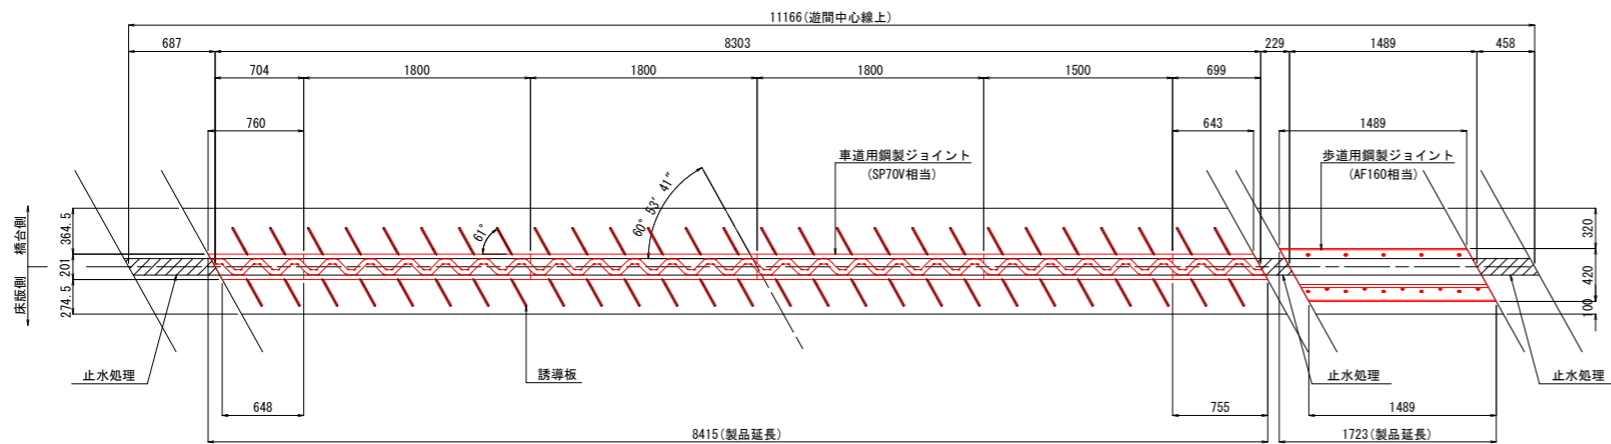 11166(遊間中心線上)
687
8303
229
1489
458
704
1800
1800
1800
1500
699
760
643
1489
車道用鋼製ジョイント
(SP70V相当)
歩道用鋼製ジョイント
(AF160相当)
60° 53′ 41″
61°
橋台側
床版側
364.5
201
274.5
320
420
100
止水処理
誘導板
止水処理
止水処理
648
755
1489
8415(製品延長)
1723(製品延長)